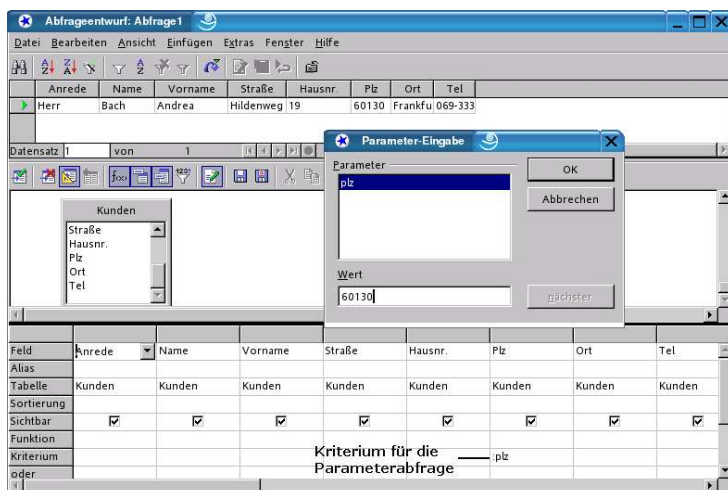 Abfrageentwurf: Abfrage1
Datei Bearbeiten Ansicht Einfügen Extras Fenster Hilfe
Anrede Name Vorname Straße Hausnr. Plz Ort Tel
Herr Bach Andrea Hildenweg 19 60130 Frankfu 069-333
Datensatz 1 von 1
Parameter-Eingabe
Parameter
plz
OK
Abbrechen
Wert
60130
nächster
Kunden
Straße
Hausnr.
Plz
Ort
Tel
Feld Anrede Name Vorname Straße Hausnr. Plz Ort Tel
Alias
Tabelle Kunden Kunden Kunden Kunden Kunden Kunden Kunden Kunden
Sortierung
Sichtbar
Funktion
Kriterium :plz
oder
Kriterium für die
Parameterabfrage